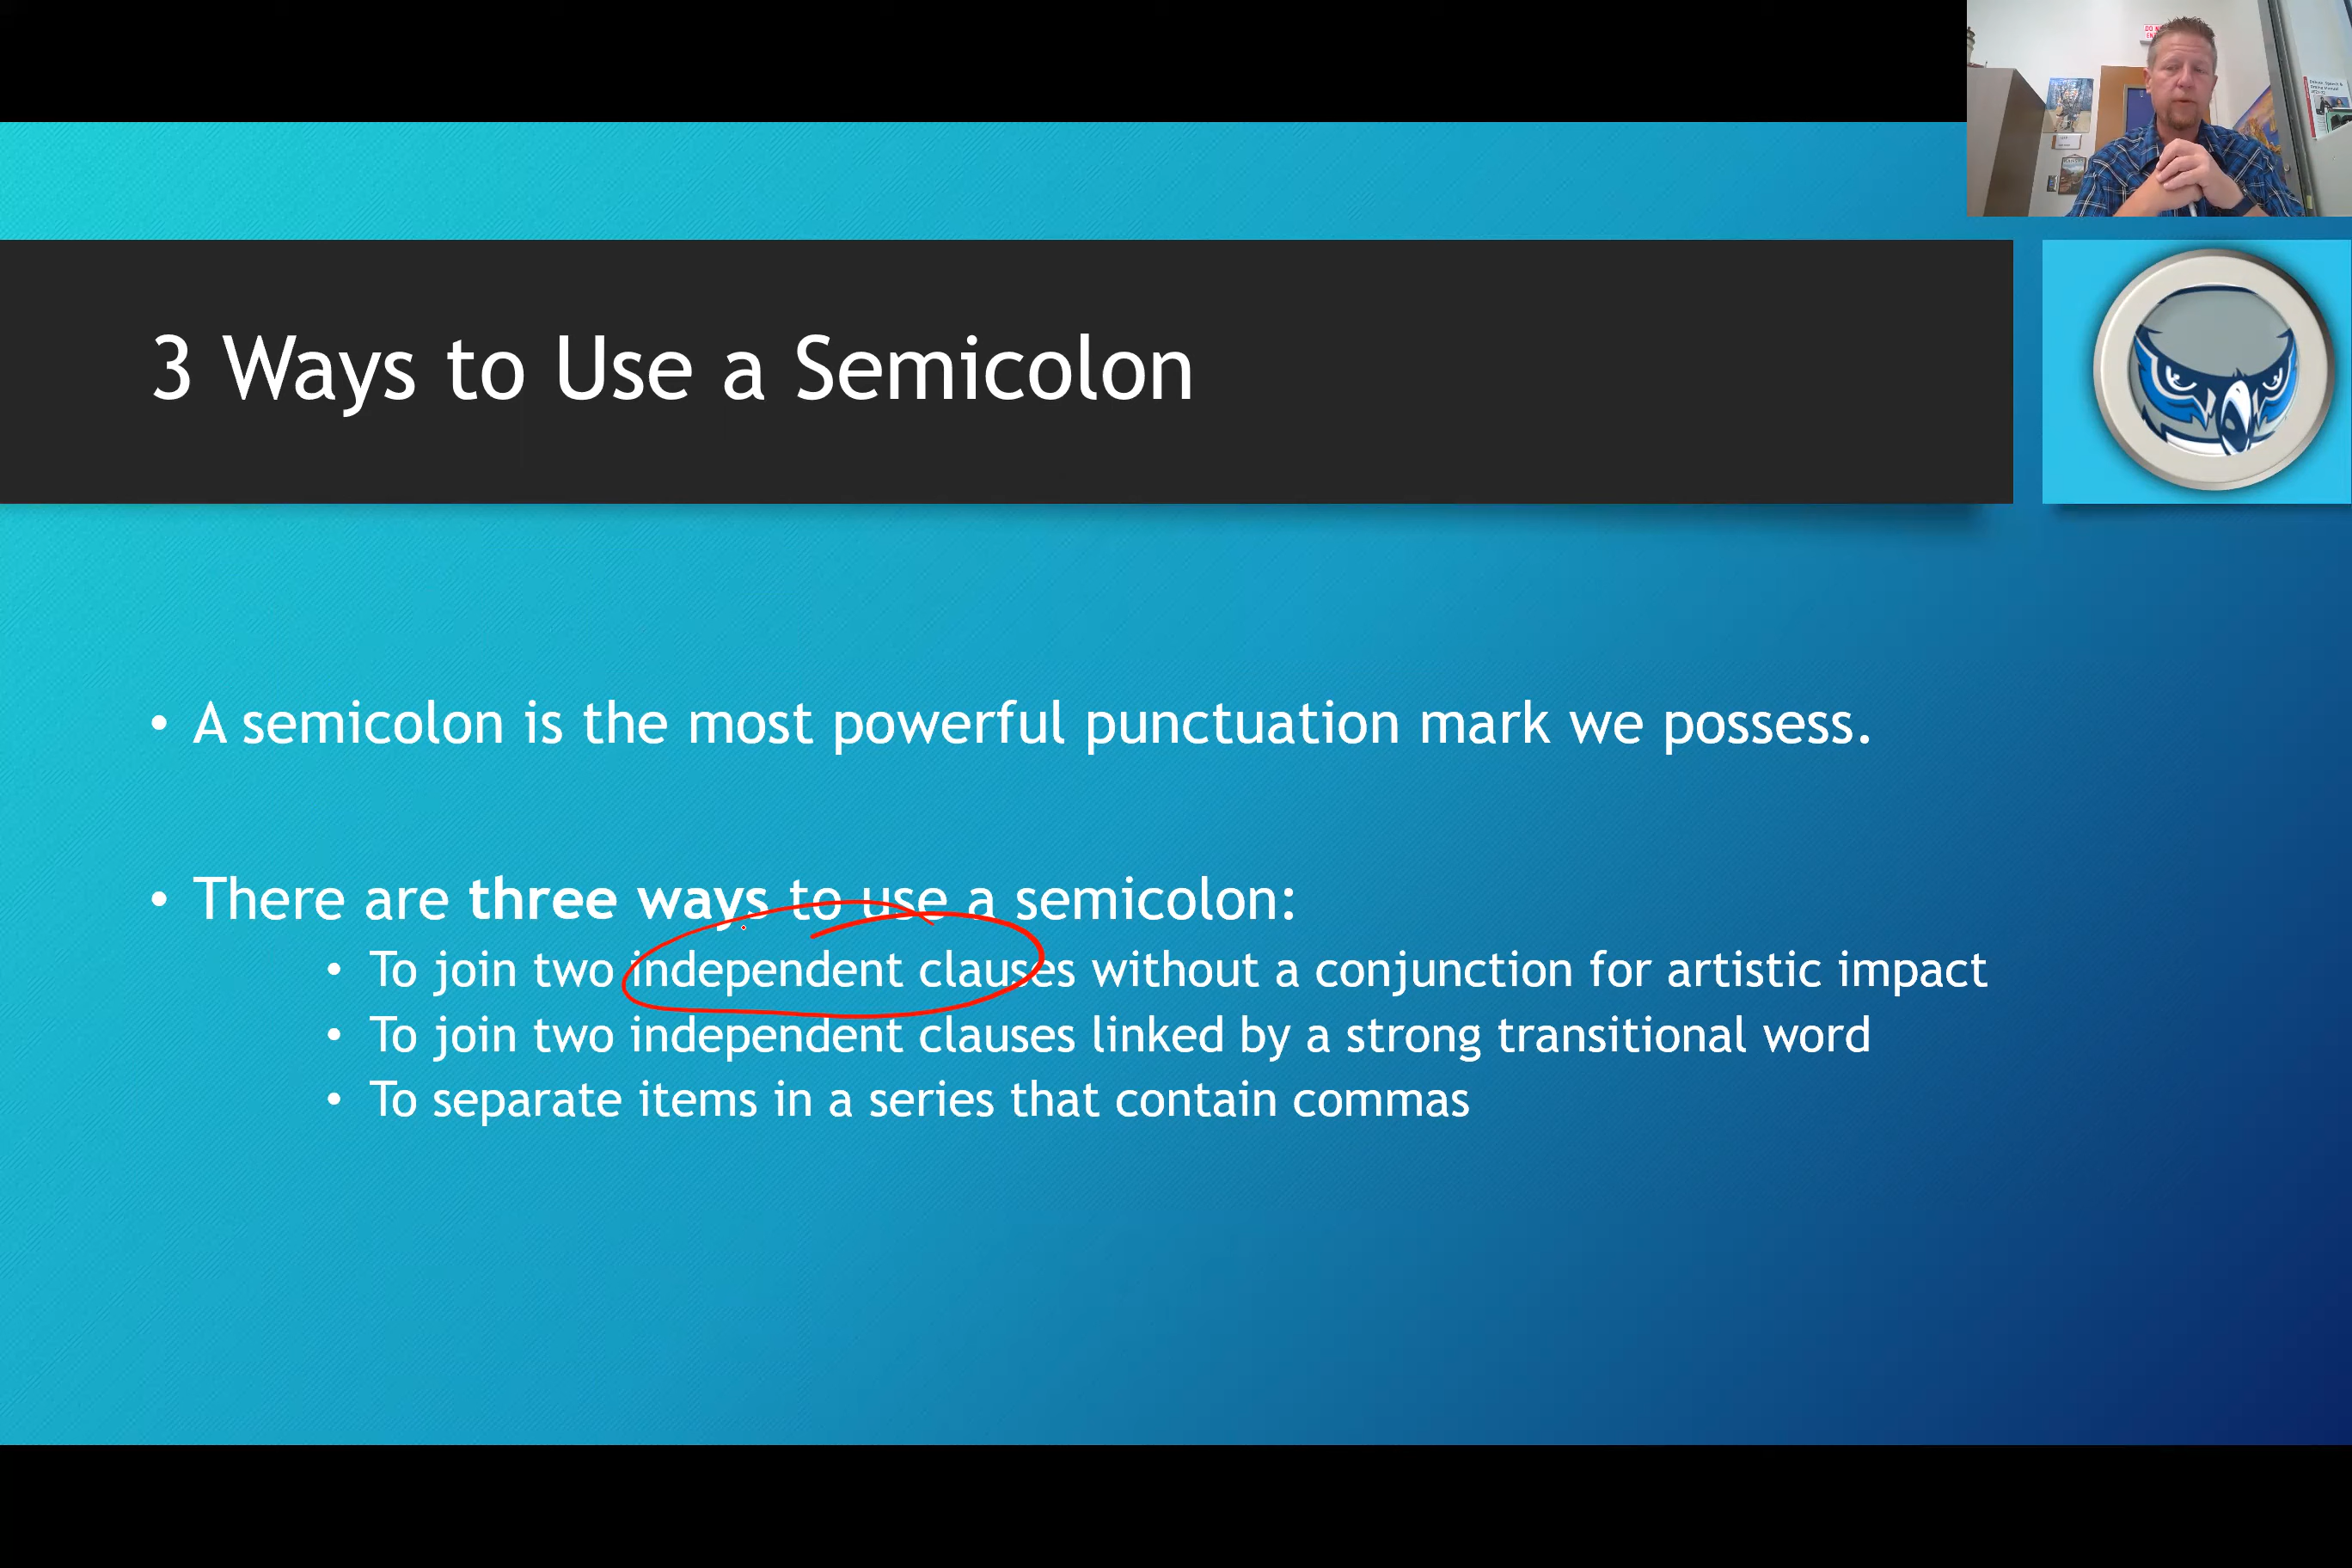 3 Ways to Use a Semicolon
• A semicolon is the most powerful punctuation mark we possess.
• There are three ways to use a semicolon:
• To join two independent clauses without a conjunction for artistic impact
• To join two independent clauses linked by a strong transitional word
• To separate items in a series that contain commas